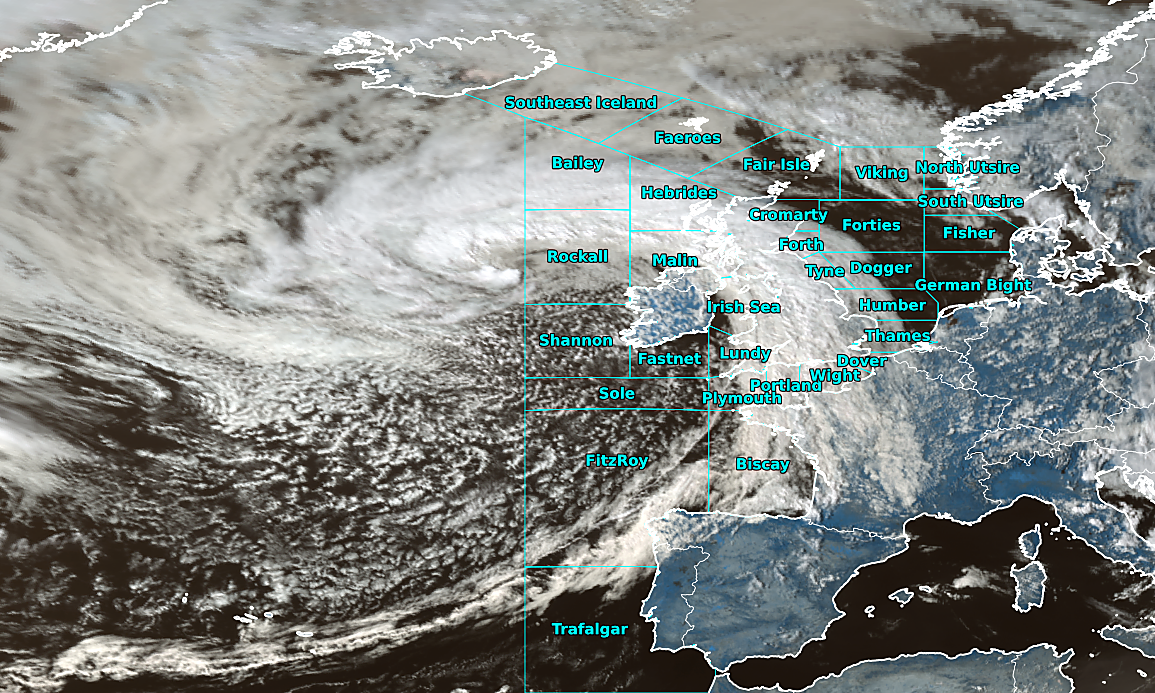 Southeast Iceland
Faeroes
Bailey
Fair Isle
Viking
North Utsire
Hebrides
South Utsire
Cromarty
Forties
Fisher
Forth
Rockall
Malin
Tyne
Dogger
German Bight
Irish Sea
Humber
Shannon
Thames
Fastnet
Lundy
Dover
Wight
Portland
Sole
Plymouth
FitzRoy
Biscay
Trafalgar